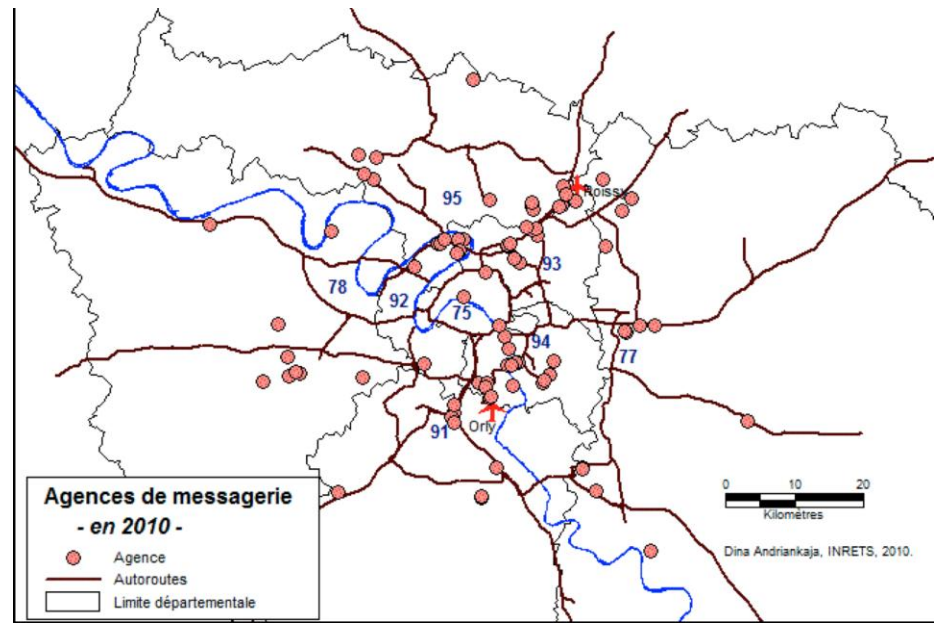 Roissy
95
93
78
92
75
94
77
Orly
91
Agences de messagerie
- en 2010 -
Agence
Autoroutes
Limite départementale
0 10 20
Kilomètres
Dina Andriankaja, INRETS, 2010.